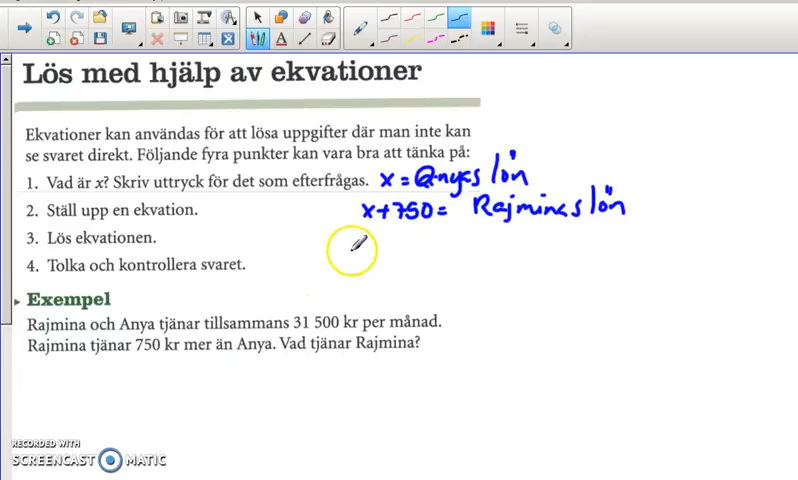 Lös med hjälp av ekvationer
Ekvationer kan användas för att lösa uppgifter där man inte kan
se svaret direkt. Följande fyra punkter kan vara bra att tänka på:
1. Vad är x? Skriv uttryck för det som efterfrågas. x = Anyas lön
2. Ställ upp en ekvation. x+750= Rajminas lön
3. Lös ekvationen.
4. Tolka och kontrollera svaret.
Exempel
Rajmina och Anya tjänar tillsammans 31 500 kr per månad.
Rajmina tjänar 750 kr mer än Anya. Vad tjänar Rajmina?
RECORDED WITH
SCREENCAST MATIC